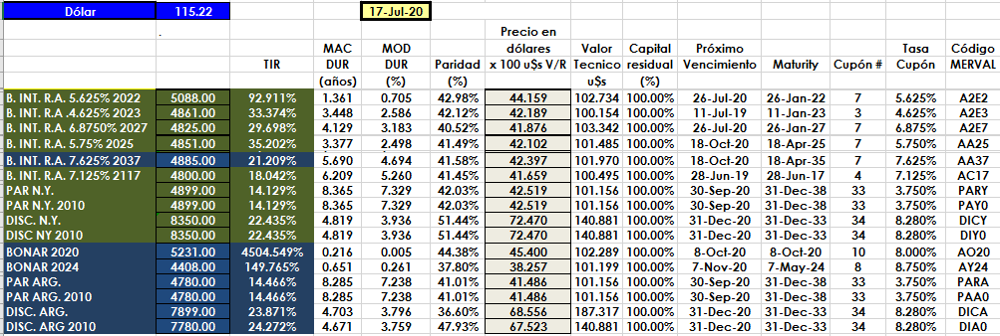 Dólar 115.22 17-Jul-20
.
Precio en
MAC MOD dólares Valor Capital Próximo Tasa Código
TIR DUR DUR Paridad x 100 u$s V/R Tecnico residual Vencimiento Maturity Cupón # Cupón MERVAL
(años) (%) (%) u$s (%)
B. INT. R.A. 5.625% 2022 5088.00 92.911% 1.361 0.705 42.98% 44.159 102.734 100.00% 26-Jul-20 26-Jan-22 7 5.625% A2E2
B. INT. R.A .4.625% 2023 4861.00 33.374% 3.448 2.586 42.12% 42.189 100.154 100.00% 11-Jul-19 11-Jan-23 3 4.625% A2E3
B. INT. R.A. 6.8750% 2027 4825.00 29.698% 4.129 3.183 40.52% 41.876 103.342 100.00% 26-Jul-20 26-Jan-27 7 6.875% A2E7
B. INT. R.A. 5.75% 2025 4851.00 35.202% 3.377 2.498 41.49% 42.102 101.485 100.00% 18-Oct-20 18-Apr-25 7 5.750% AA25
B. INT. R.A. 7.625% 2037 4885.00 21.209% 5.690 4.694 41.58% 42.397 101.970 100.00% 18-Oct-20 18-Apr-35 7 7.625% AA37
B. INT. R.A. 7.125% 2117 4800.00 18.042% 6.209 5.260 41.45% 41.659 100.495 100.00% 28-Jun-19 28-Jun-17 4 7.125% AC17
PAR N.Y. 4899.00 14.129% 8.365 7.329 42.03% 42.519 101.156 100.00% 30-Sep-20 31-Dec-38 33 3.750% PARY
PAR N.Y. 2010 4899.00 14.129% 8.365 7.329 42.03% 42.519 101.156 100.00% 30-Sep-20 31-Dec-38 33 3.750% PAY0
DISC. N.Y. 8350.00 22.435% 4.819 3.936 51.44% 72.470 140.881 100.00% 31-Dec-20 31-Dec-33 34 8.280% DICY
DISC NY 2010 8350.00 22.435% 4.819 3.936 51.44% 72.470 140.881 100.00% 31-Dec-20 31-Dec-33 34 8.280% DIY0
BONAR 2020 5231.00 4504.549% 0.216 0.005 44.38% 45.400 102.289 100.00% 8-Oct-20 8-Oct-20 10 8.000% AO20
BONAR 2024 4408.00 149.765% 0.651 0.261 37.80% 38.257 101.199 100.00% 7-Nov-20 7-May-24 8 8.750% AY24
PAR ARG. 4780.00 14.466% 8.285 7.238 41.01% 41.486 101.156 100.00% 30-Sep-20 31-Dec-38 33 3.750% PARA
PAR ARG. 2010 4780.00 14.466% 8.285 7.238 41.01% 41.486 101.156 100.00% 30-Sep-20 31-Dec-38 33 3.750% PAA0
DISC. ARG. 7899.00 23.871% 4.703 3.796 36.60% 68.556 187.317 100.00% 31-Dec-20 31-Dec-33 34 8.280% DICA
DISC. ARG 2010 7780.00 24.272% 4.671 3.759 47.93% 67.523 140.881 100.00% 31-Dec-20 31-Dec-33 34 8.280% DIA0